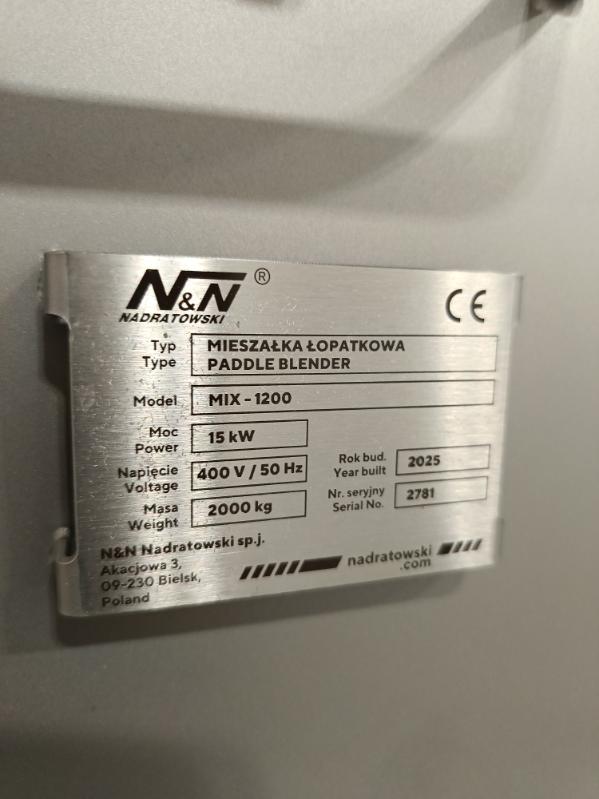 N&N ®
NADRATOWSKI
CE
Typ
Type
MIESZAŁKA ŁOPATKOWA
PADDLE BLENDER
Model
MIX - 1200
Moc
Power
15 kW
Napięcie
Voltage
400 V / 50 Hz
Masa
Weight
2000 kg
Rok bud.
Year built
2025
Nr. seryjny
Serial No.
2781
N&N Nadratowski sp.j.
Akacjowa 3,
09-230 Bielsk,
Poland
nadratowski
.com